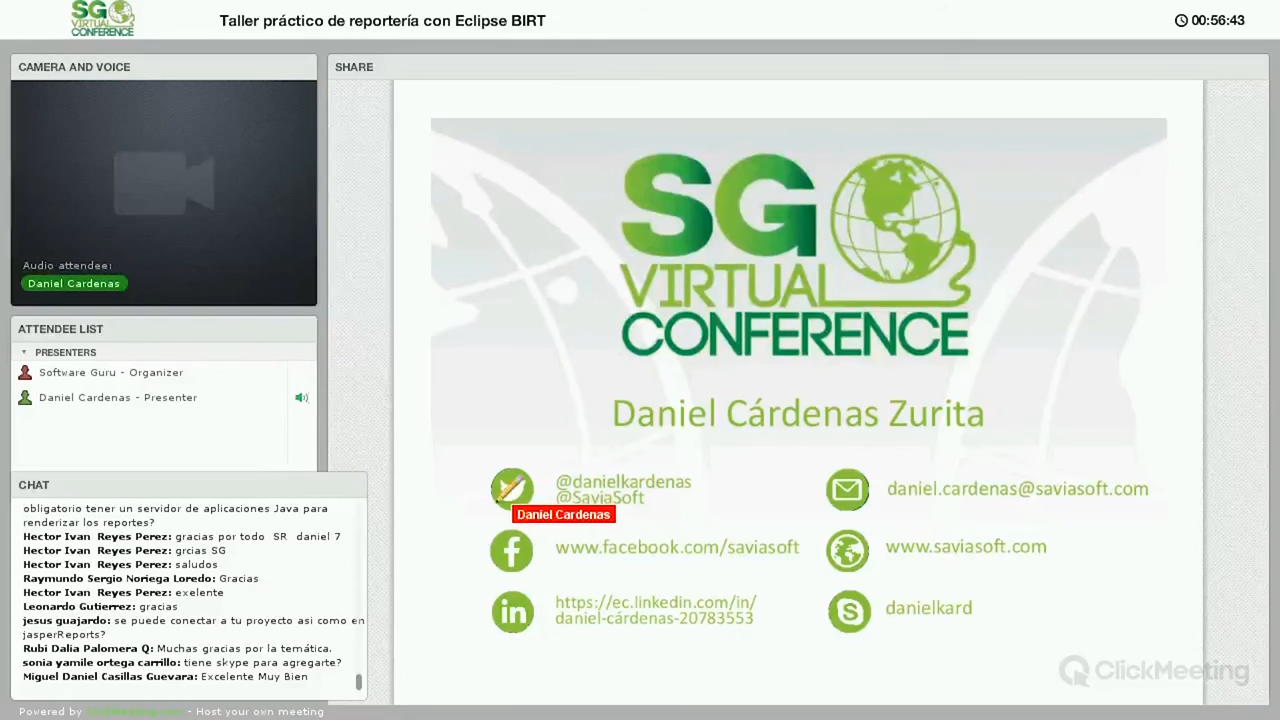 SG
VIRTUAL
CONFERENCE
Taller práctico de reportería con Eclipse BIRT
00:56:43
CAMERA AND VOICE
Audio attendee:
Daniel Cardenas
ATTENDEE LIST
PRESENTERS
Software Guru - Organizer
Daniel Cardenas - Presenter
CHAT
obligatorio tener un servidor de aplicaciones Java para
renderizar los reportes?
Hector Ivan Reyes Perez: gracias por todo SR daniel 7
Hector Ivan Reyes Perez: grcias SG
Hector Ivan Reyes Perez: saludos
Raymundo Sergio Noriega Loredo: Gracias
Hector Ivan Reyes Perez: exelente
Leonardo Gutierrez: gracias
jesus guajardo: se puede conectar a tu proyecto asi como en
jasperReports?
Rubi Dalia Palomera Q: Muchas gracias por la temática.
sonia yamile ortega carrillo: tiene skype para agregarte?
Miguel Daniel Casillas Guevara: Excelente Muy Bien
Powered by ClickMeeting.com - Host your own meeting
SHARE
SG
VIRTUAL
CONFERENCE
Daniel Cárdenas Zurita
@danielkardenas
@SaviaSoft
Daniel Cardenas
www.facebook.com/saviasoft
https://ec.linkedin.com/in/
daniel-cárdenas-20783553
daniel.cardenas@saviasoft.com
www.saviasoft.com
danielkard
ClickMeeting